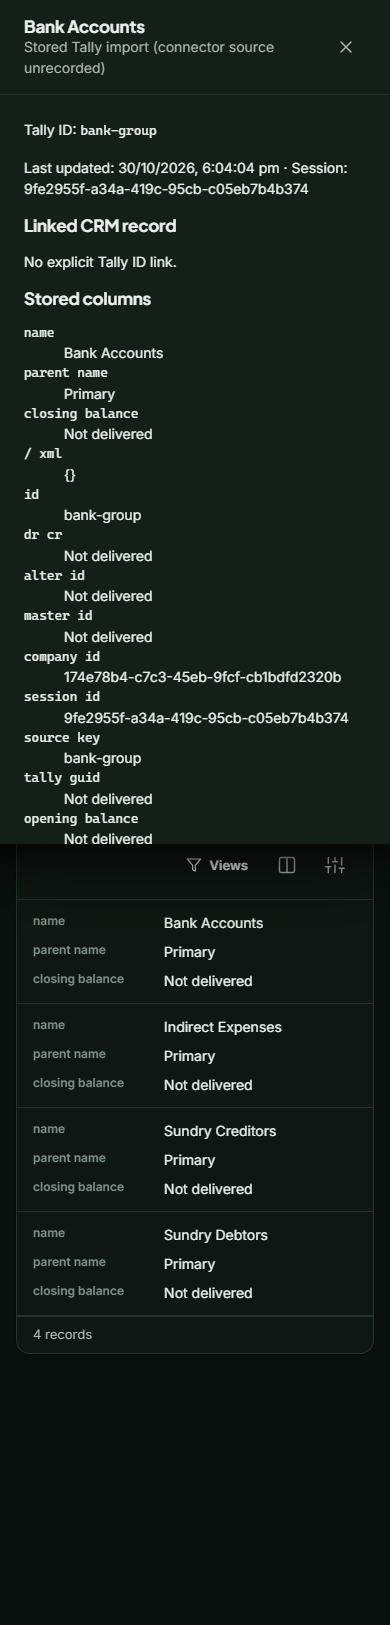 Bank Accounts
Stored Tally import (connector source
unrecorded)
Tally ID: bank-group
Last updated: 30/10/2026, 6:04:04 pm · Session:
9fe2955f-a34a-419c-95cb-c05eb7b4b374
Linked CRM record
No explicit Tally ID link.
Stored columns
name
Bank Accounts
parent name
Primary
closing balance
Not delivered
/ xml
{}
id
bank-group
dr cr
Not delivered
alter id
Not delivered
master id
Not delivered
company id
174e78b4-c7c3-45eb-9fcf-cb1bdfd2320b
session id
9fe2955f-a34a-419c-95cb-c05eb7b4b374
source key
bank-group
tally guid
Not delivered
opening balance
Not delivered
Views
name Bank Accounts
parent name Primary
closing balance Not delivered
name Indirect Expenses
parent name Primary
closing balance Not delivered
name Sundry Creditors
parent name Primary
closing balance Not delivered
name Sundry Debtors
parent name Primary
closing balance Not delivered
4 records